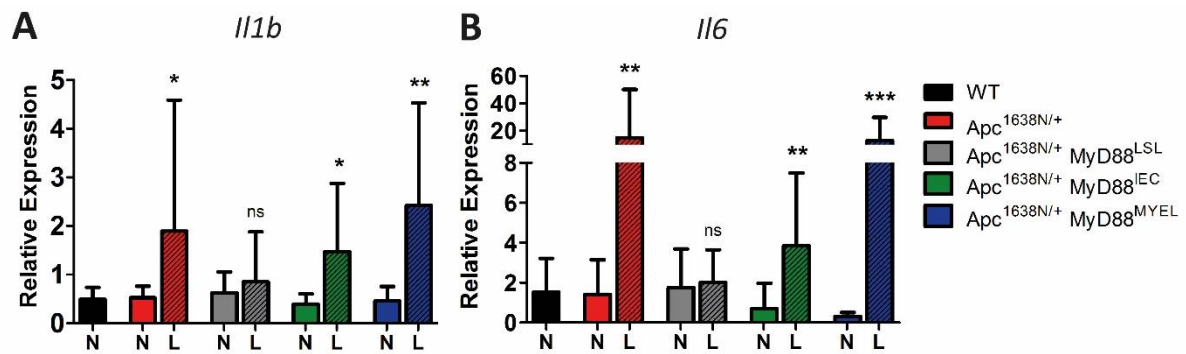 A
Il1b
Relative Expression
5
4
3
2
1
0
*
ns
*
**
N N L N L N L N L
B
Il6
Relative Expression
60
40
20
8
6
4
2
0
**
ns
**
***
N N L N L N L N L
WT
Apc1638N/+
Apc1638N/+ MyD88LSL
Apc1638N/+ MyD88IEC
Apc1638N/+ MyD88MYEL